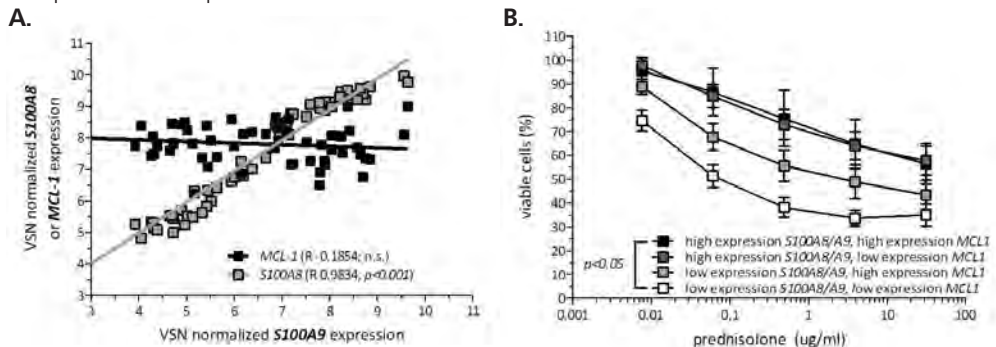 A.
VSN normalized S100A8
or MCL-1 expression
11
10
9
8
7
6
5
4
3
MCL-1 (R -0.1854; n.s.)
S100A8 (R 0.9834, p<0.001)
3 4 5 6 7 8 9 10 11
VSN normalized S100A9 expression
B.
viable cells (%)
110
100
90
80
70
60
50
40
30
20
10
0
p<0.05
high expression S100A8/A9, high expression MCL1
high expression S100A8/A9, low expression MCL1
low expression S100A8/A9, high expression MCL1
low expression S100A8/A9, low expression MCL1
0.001 0.01 0,1 1 10 100
prednisolone (ug/ml)